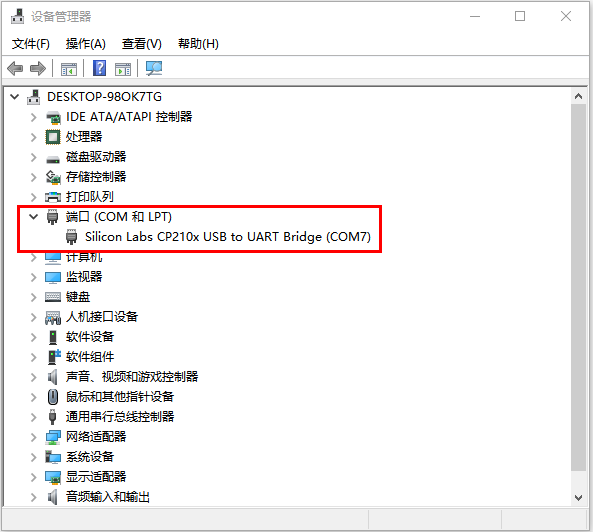 设备管理器
文件(F) 操作(A) 查看(V) 帮助(H)
DESKTOP-98OK7TG
IDE ATA/ATAPI 控制器
处理器
磁盘驱动器
存储控制器
打印队列
端口 (COM 和 LPT)
Silicon Labs CP210x USB to UART Bridge (COM7)
计算机
监视器
键盘
人机接口设备
软件设备
软件组件
声音、视频和游戏控制器
鼠标和其他指针设备
通用串行总线控制器
网络适配器
系统设备
显示适配器
音频输入和输出